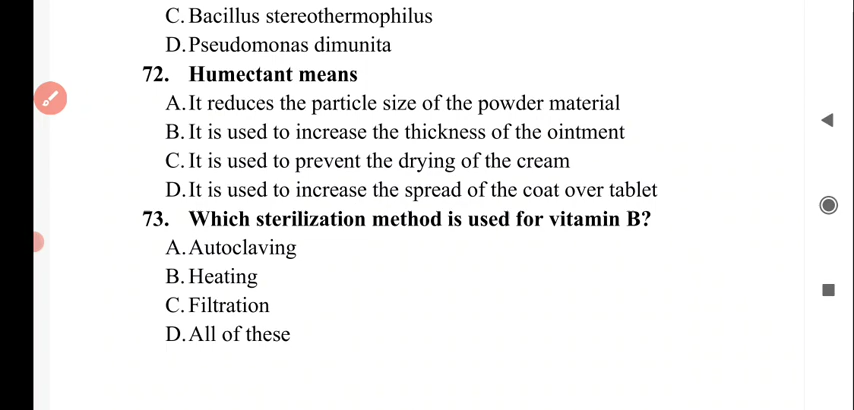 C. Bacillus stereothermophilus
D. Pseudomonas dimunita
72. Humectant means
A. It reduces the particle size of the powder material
B. It is used to increase the thickness of the ointment
C. It is used to prevent the drying of the cream
D. It is used to increase the spread of the coat over tablet
73. Which sterilization method is used for vitamin B?
A. Autoclaving
B. Heating
C. Filtration
D. All of these